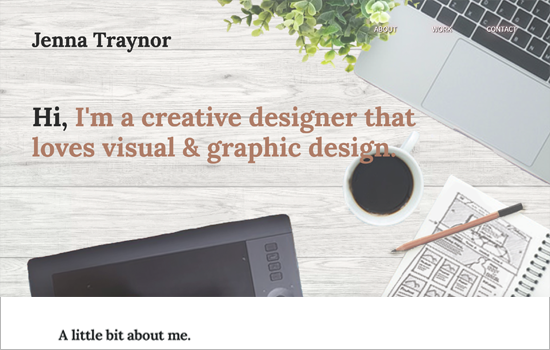 Jenna Traynor
ABOUT WORK CONTACT
Hi, I'm a creative designer that
loves visual & graphic design.
A little bit about me.